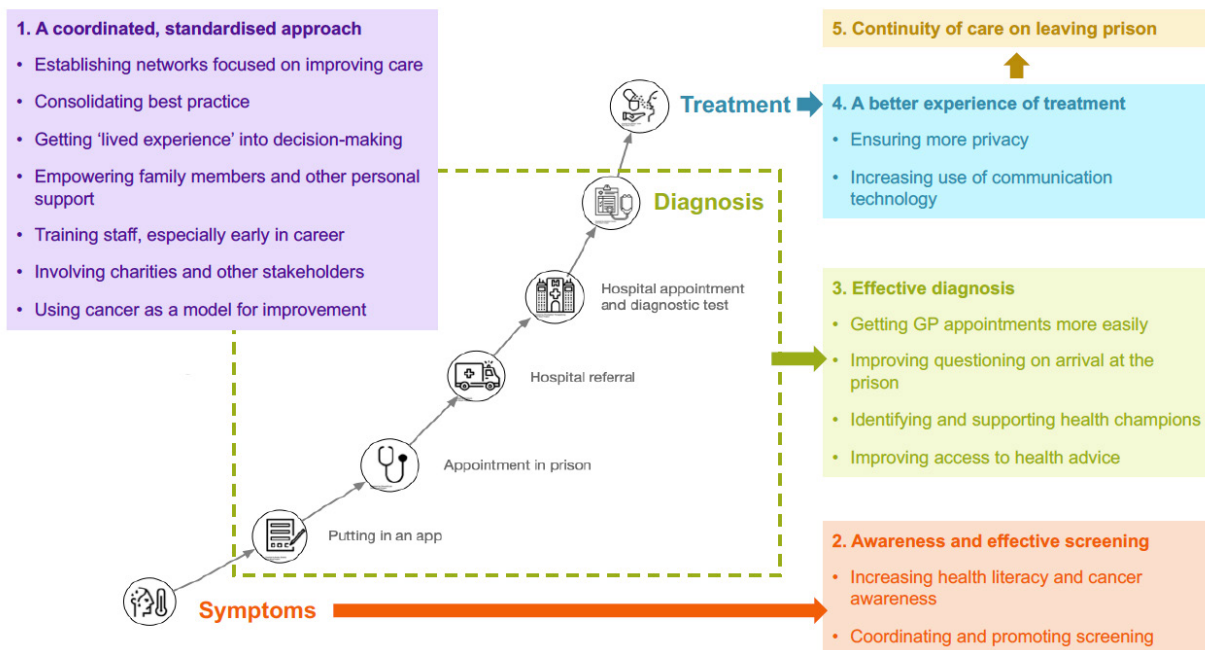 1. A coordinated, standardised approach
• Establishing networks focused on improving care
• Consolidating best practice
• Getting ‘lived experience’ into decision-making
• Empowering family members and other personal
support
• Training staff, especially early in career
• Involving charities and other stakeholders
• Using cancer as a model for improvement
5. Continuity of care on leaving prison
Treatment
4. A better experience of treatment
• Ensuring more privacy
• Increasing use of communication
technology
Diagnosis
Hospital appointment
and diagnostic test
Hospital referral
Appointment in prison
Putting in an app
3. Effective diagnosis
• Getting GP appointments more easily
• Improving questioning on arrival at the
prison
• Identifying and supporting health champions
• Improving access to health advice
Symptoms
2. Awareness and effective screening
• Increasing health literacy and cancer
awareness
• Coordinating and promoting screening